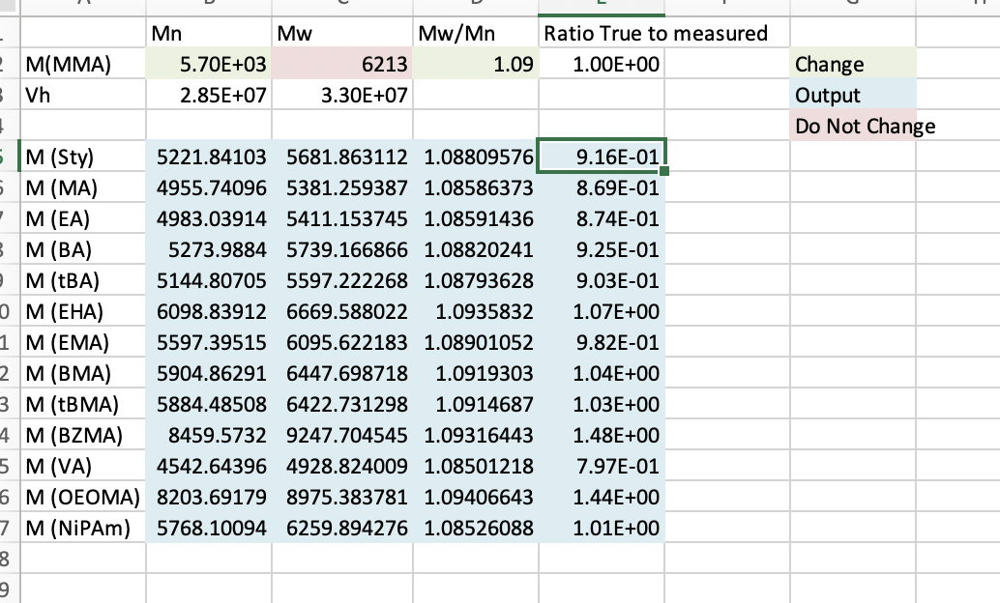 Mn Mw Mw/Mn Ratio True to measured
M(MMA) 5.70E+03 6213 1.09 1.00E+00 Change
Vh 2.85E+07 3.30E+07 Output
Do Not Change
M (Sty) 5221.84103 5681.863112 1.08809576 9.16E-01
M (MA) 4955.74096 5381.259387 1.08586373 8.69E-01
M (EA) 4983.03914 5411.153745 1.08591436 8.74E-01
M (BA) 5273.9884 5739.166866 1.08820241 9.25E-01
M (tBA) 5144.80705 5597.222268 1.08793628 9.03E-01
M (EHA) 6098.83912 6669.588022 1.0935832 1.07E+00
M (EMA) 5597.39515 6095.622183 1.08901052 9.82E-01
M (BMA) 5904.86291 6447.698718 1.0919303 1.04E+00
M (tBMA) 5884.48508 6422.731298 1.0914687 1.03E+00
M (BZMA) 8459.5732 9247.704545 1.09316443 1.48E+00
M (VA) 4542.64396 4928.824009 1.08501218 7.97E-01
M (OEOMA) 8203.69179 8975.383781 1.09406643 1.44E+00
M (NiPAm) 5768.10094 6259.894276 1.08526088 1.01E+00